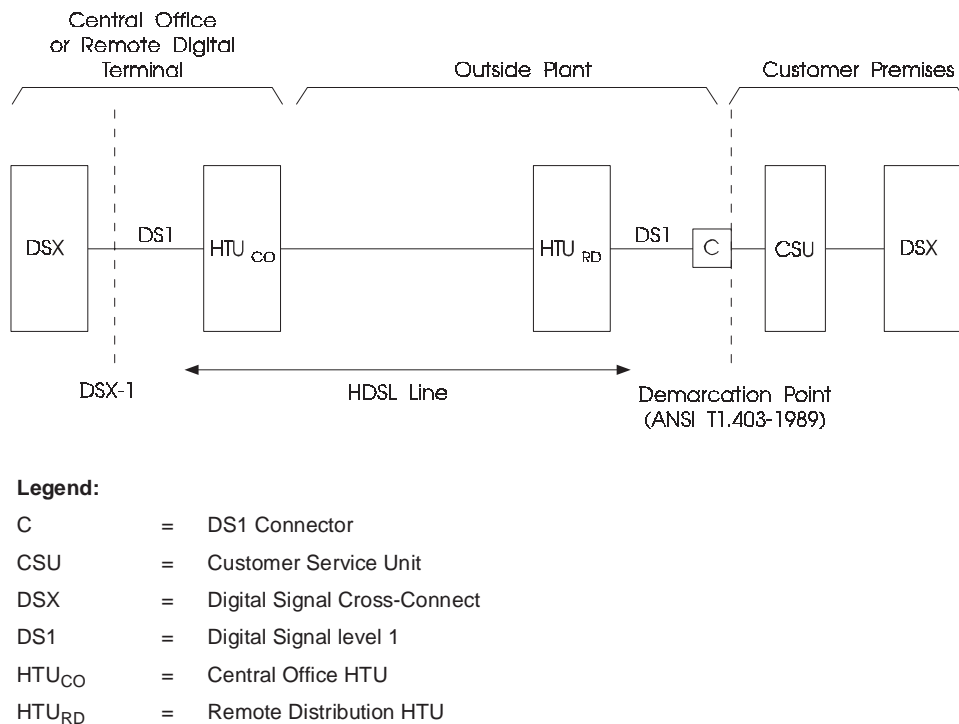 Central Office
or Remote Digital
Terminal
Outside Plant
Customer Premises
DSX
DS1
HTU CO
HTU RD
DS1
C
CSU
DSX
DSX-1
HDSL Line
Demarcation Point
(ANSI T1.403-1989)
Legend:
C = DS1 Connector
CSU = Customer Service Unit
DSX = Digital Signal Cross-Connect
DS1 = Digital Signal level 1
HTUCO = Central Office HTU
HTURD = Remote Distribution HTU